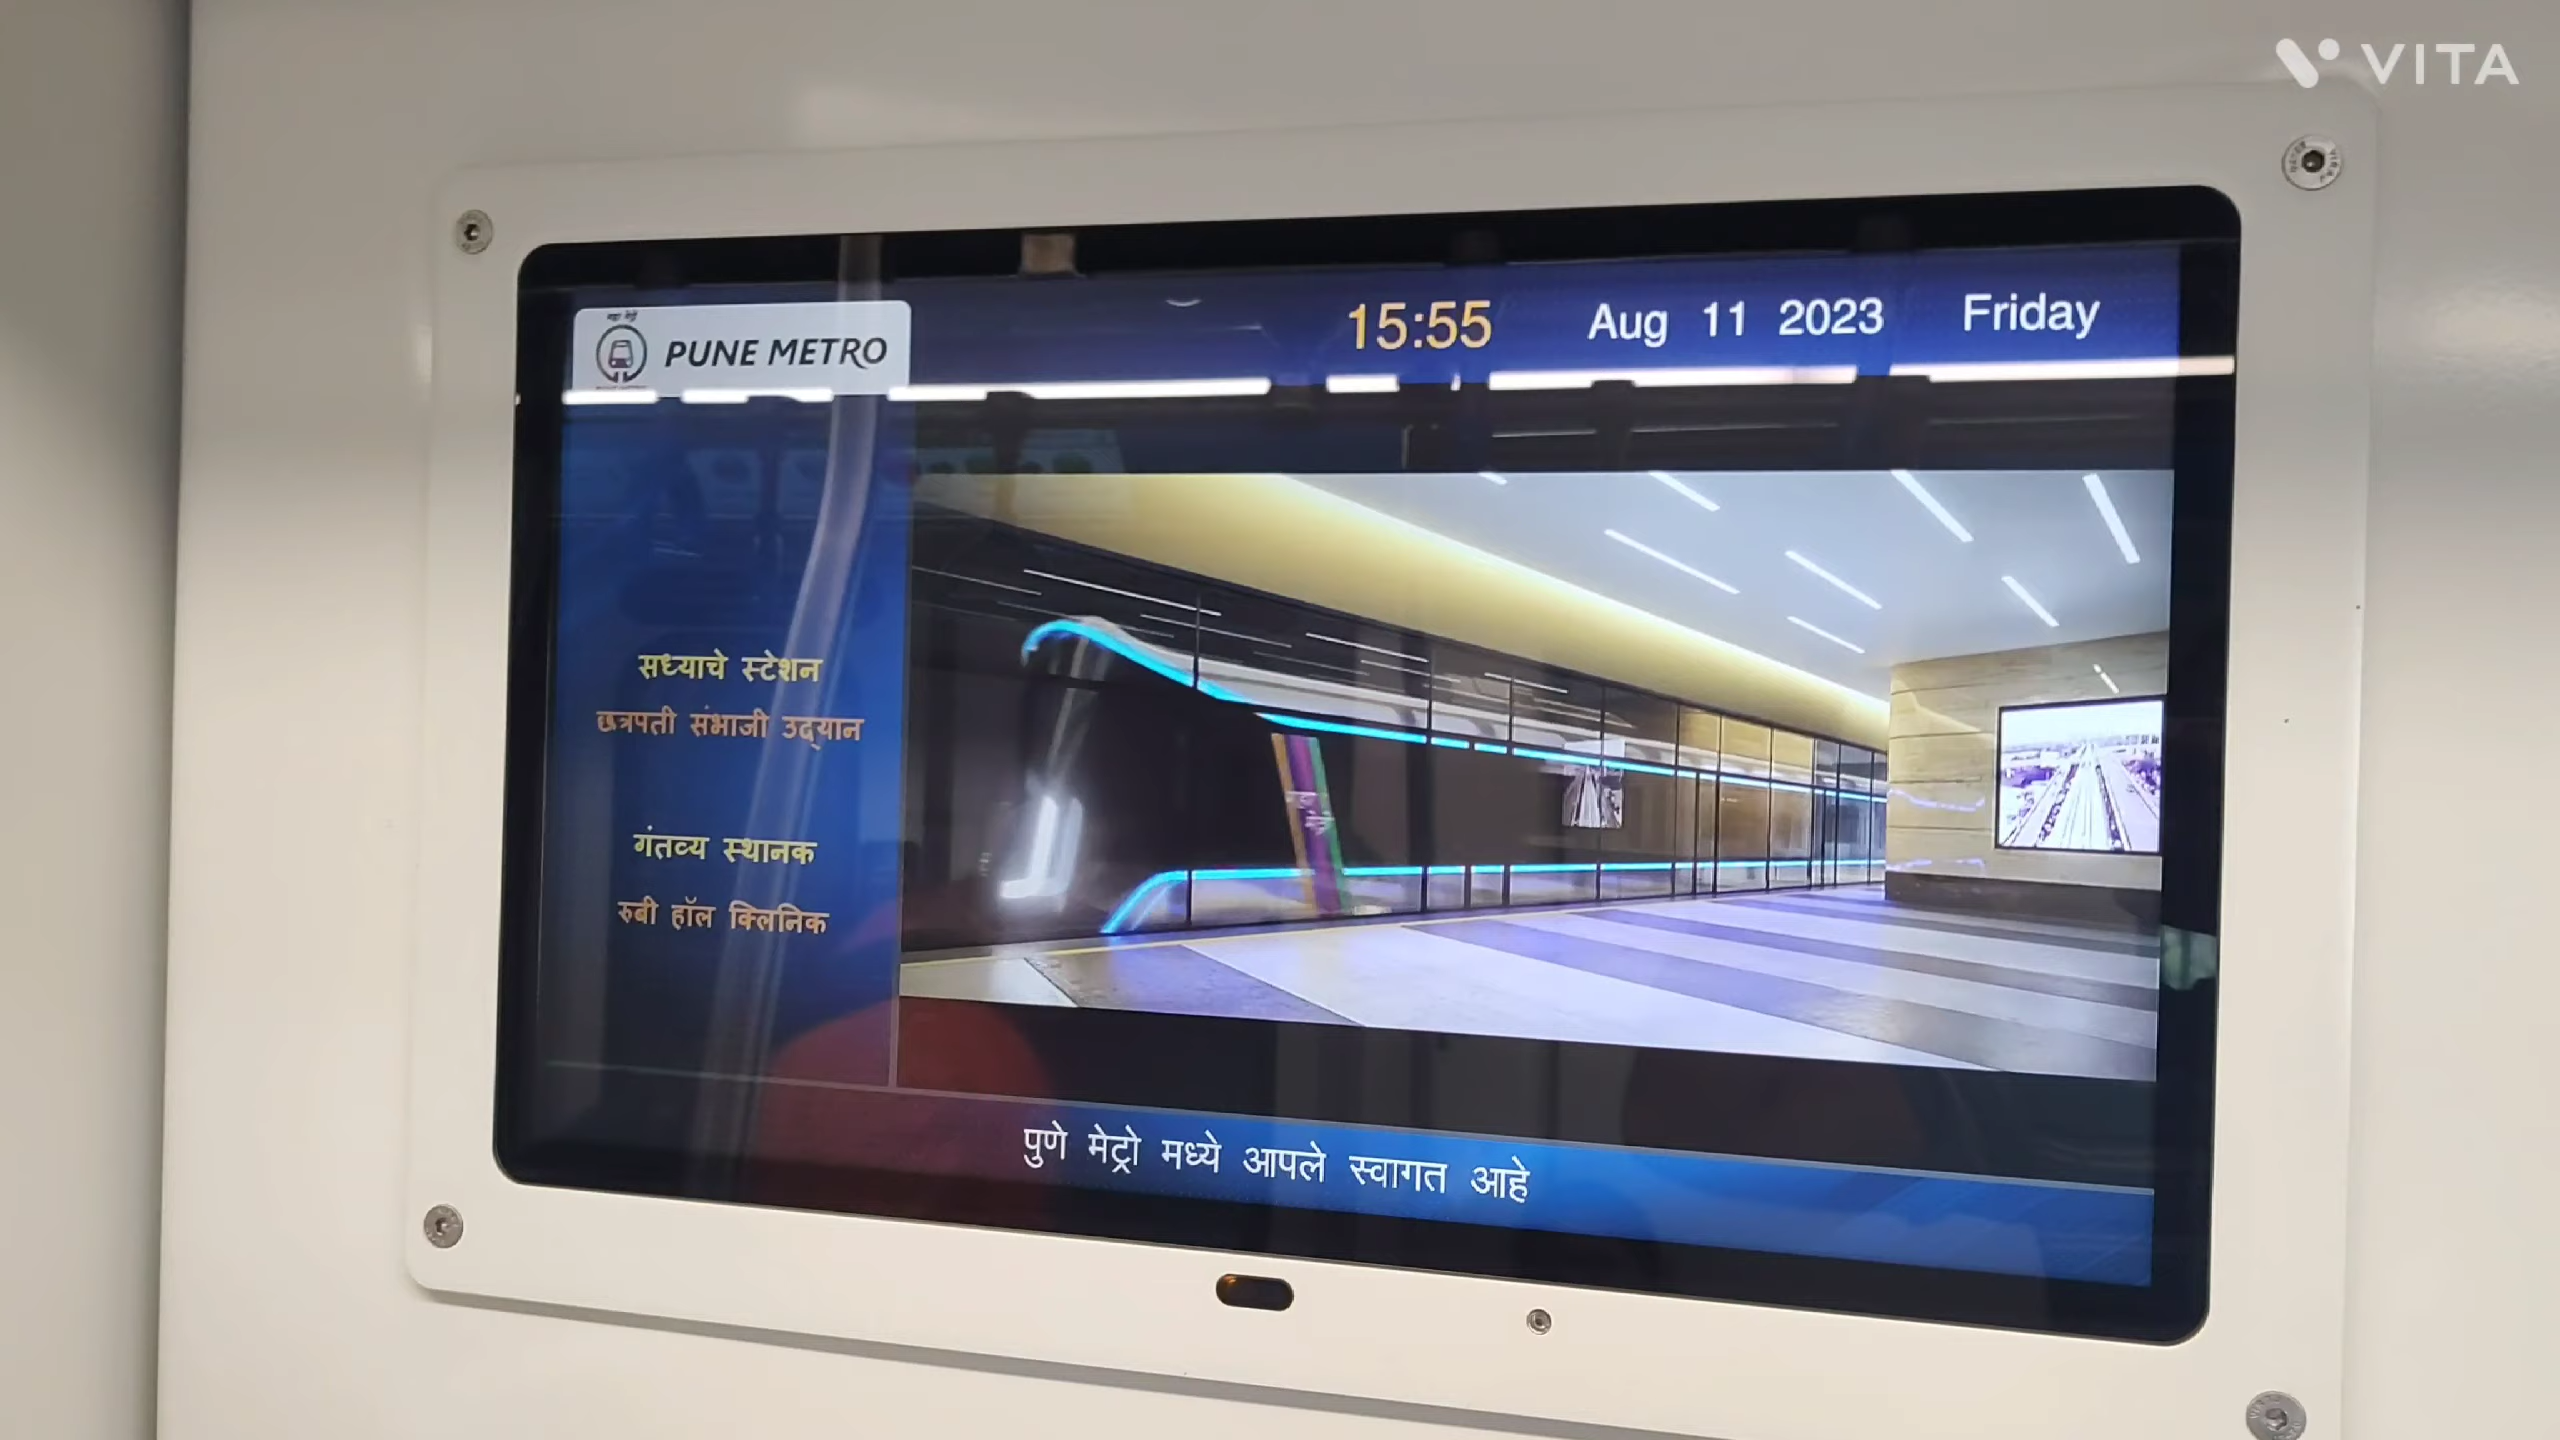 VITA
महा मेट्रो
PUNE METRO
15:55 Aug 11 2023 Friday
सध्याचे स्टेशन
छत्रपती संभाजी उद्यान
गंतव्य स्थानक
रुबी हॉल क्लिनिक
पुणे मेट्रो मध्ये आपले स्वागत आहे